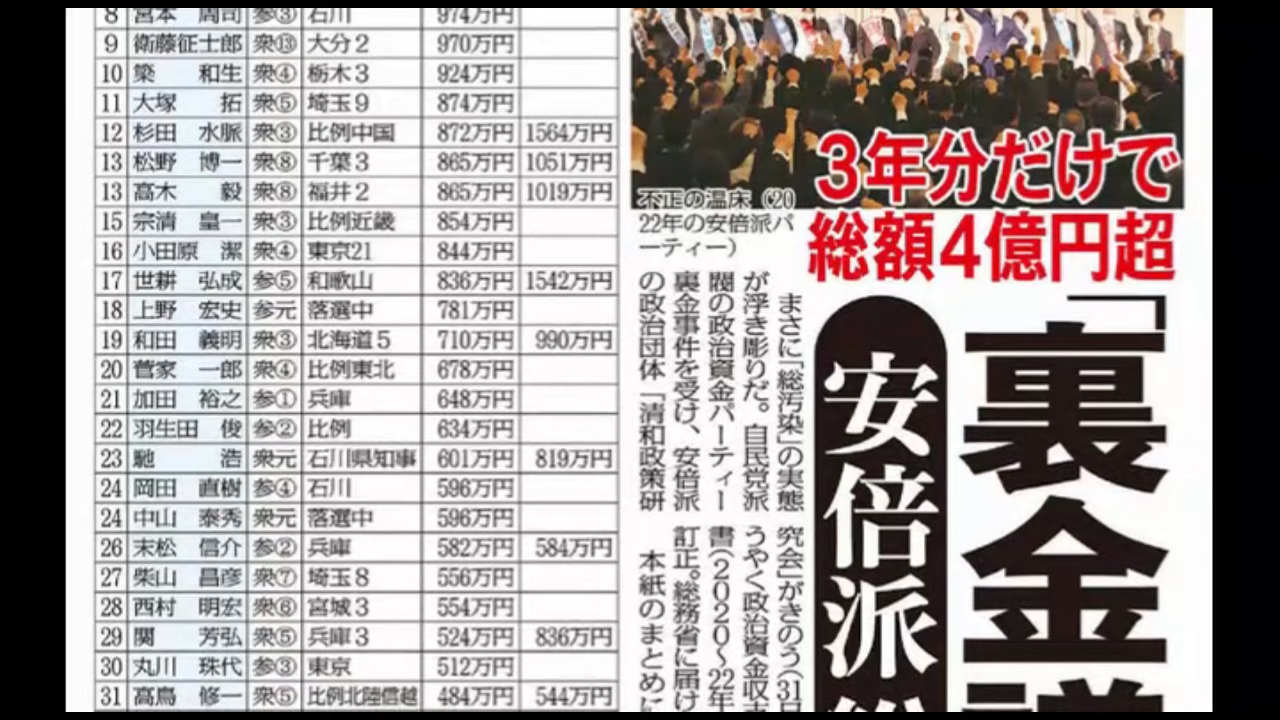 8 宮本 周司 参③ 石川 974万円
9 衛藤征士郎 衆⑬ 大分2 970万円
10 簗 和生 衆④ 栃木3 924万円
11 大塚 拓 衆⑤ 埼玉9 874万円
12 杉田 水脈 衆③ 比例中国 872万円 1564万円
13 松野 博一 衆⑧ 千葉3 865万円 1051万円
13 高木 毅 衆⑧ 福井2 865万円 1019万円
15 宗清 皇一 衆③ 比例近畿 854万円
16 小田原 潔 衆④ 東京21 844万円
17 世耕 弘成 参⑤ 和歌山 836万円 1542万円
18 上野 宏史 参元 落選中 781万円
19 和田 義明 衆③ 北海道5 710万円 990万円
20 菅家 一郎 衆④ 比例東北 678万円
21 加田 裕之 参① 兵庫 648万円
22 羽生田 俊 参② 比例 634万円
23 馳 浩 衆元 石川県知事 601万円 819万円
24 岡田 直樹 参④ 石川 596万円
24 中山 泰秀 衆元 落選中 596万円
26 末松 信介 参② 兵庫 582万円 584万円
27 柴山 昌彦 衆⑦ 埼玉8 556万円
28 西村 明宏 衆⑥ 宮城3 554万円
29 関 芳弘 衆⑤ 兵庫3 524万円 836万円
30 丸川 珠代 参③ 東京 512万円
31 高鳥 修一 衆⑤ 比例北陸信越 484万円 544万円
3年分だけで
総額4億円超
不正の温床(20
22年の安倍派パ
ーティー)
「裏金
安倍派
まさに「総汚染」の実態
が浮き彫りだ。自民党派
閥の政治資金パーティー
裏金事件を受け、安倍派
の政治団体「清和政策研
究会」がきのう(31日
うやく政治資金収支
書(2020〜22年
訂正。総務省に届け
本紙のまとめに